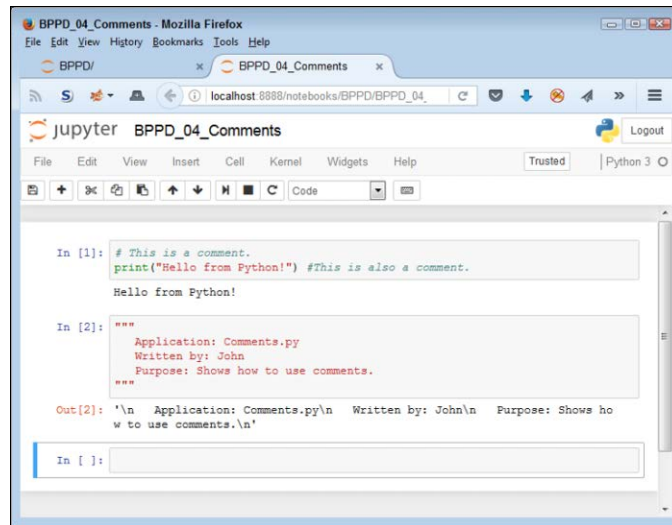 BPPD_04_Comments - Mozilla Firefox
File Edit View History Bookmarks Tools Help
BPPD/ × BPPD_04_Comments ×
localhost:8888/notebooks/BPPD/BPPD_04_
jupyter BPPD_04_Comments Logout
File Edit View Insert Cell Kernel Widgets Help Trusted Python 3
Code
In [1]: # This is a comment.
print("Hello from Python!") #This is also a comment.
Hello from Python!
In [2]: """
Application: Comments.py
Written by: John
Purpose: Shows how to use comments.
"""
Out[2]: '\n   Application: Comments.py\n   Written by: John\n   Purpose: Shows ho
w to use comments.\n'
In [ ]: